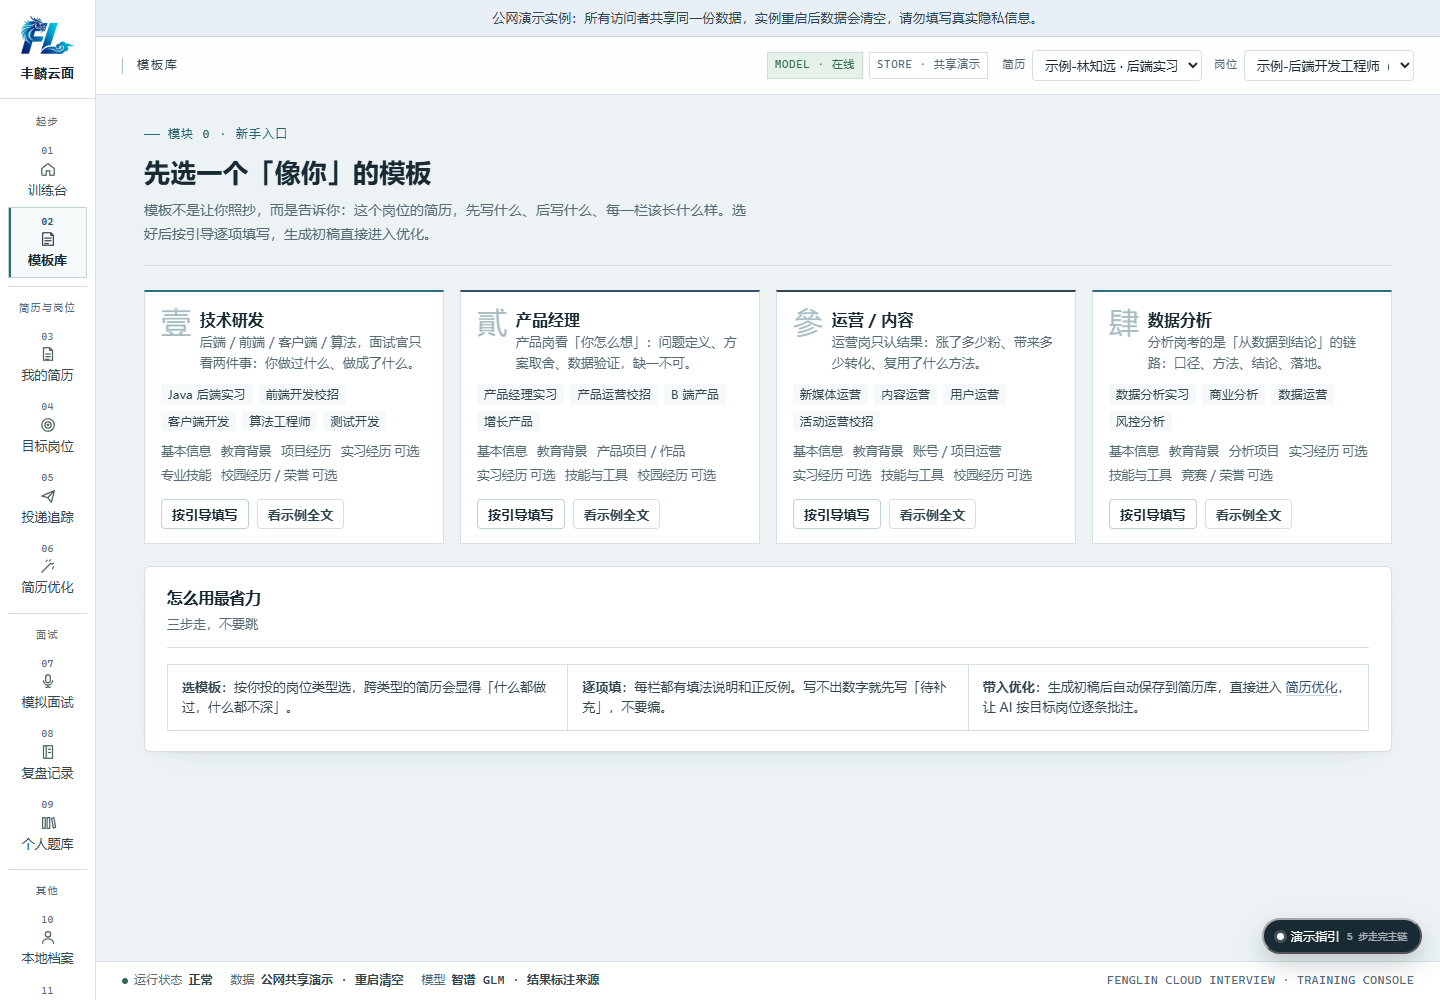 公网演示实例：所有访问者共享同一份数据，实例重启后数据会清空，请勿填写真实隐私信息。
FL
丰麟云面
模板库
MODEL · 在线
STORE · 共享演示
简历
示例-林知远 · 后端实习
岗位
示例-后端开发工程师（
起步
01
训练台
02
模板库
简历与岗位
03
我的简历
04
目标岗位
05
投递追踪
06
简历优化
面试
07
模拟面试
08
复盘记录
09
个人题库
其他
10
本地档案
11
模块 0 · 新手入口
先选一个「像你」的模板
模板不是让你照抄，而是告诉你：这个岗位的简历，先写什么、后写什么、每一栏该长什么样。选
好后按引导逐项填写，生成初稿直接进入优化。
壹
技术研发
后端 / 前端 / 客户端 / 算法，面试官只
看两件事：你做过什么、做成了什么。
Java 后端实习 前端开发校招
客户端开发 算法工程师 测试开发
基本信息 教育背景 项目经历 实习经历 可选
专业技能 校园经历 / 荣誉 可选
按引导填写 看示例全文
貳
产品经理
产品岗看「你怎么想」：问题定义、方
案取舍、数据验证，缺一不可。
产品经理实习 产品运营校招 B 端产品
增长产品
基本信息 教育背景 产品项目 / 作品
实习经历 可选 技能与工具 校园经历 可选
按引导填写 看示例全文
參
运营 / 内容
运营岗只认结果：涨了多少粉、带来多
少转化、复用了什么方法。
新媒体运营 内容运营 用户运营
活动运营校招
基本信息 教育背景 账号 / 项目运营
实习经历 可选 技能与工具 校园经历 可选
按引导填写 看示例全文
肆
数据分析
分析岗考的是「从数据到结论」的链
路：口径、方法、结论、落地。
数据分析实习 商业分析 数据运营
风控分析
基本信息 教育背景 分析项目 实习经历 可选
技能与工具 竞赛 / 荣誉 可选
按引导填写 看示例全文
怎么用最省力
三步走，不要跳
选模板：按你投的岗位类型选，跨类型的简历会显得「什么都做
过，什么都不深」。
逐项填：每栏都有填法说明和正反例。写不出数字就先写「待补
充」，不要编。
带入优化：生成初稿后自动保存到简历库，直接进入 简历优化，
让 AI 按目标岗位逐条批注。
演示指引 5 步走完主链
运行状态 正常 数据 公网共享演示 · 重启清空 模型 智谱 GLM · 结果标注来源
FENGLIN CLOUD INTERVIEW · TRAINING CONSOLE